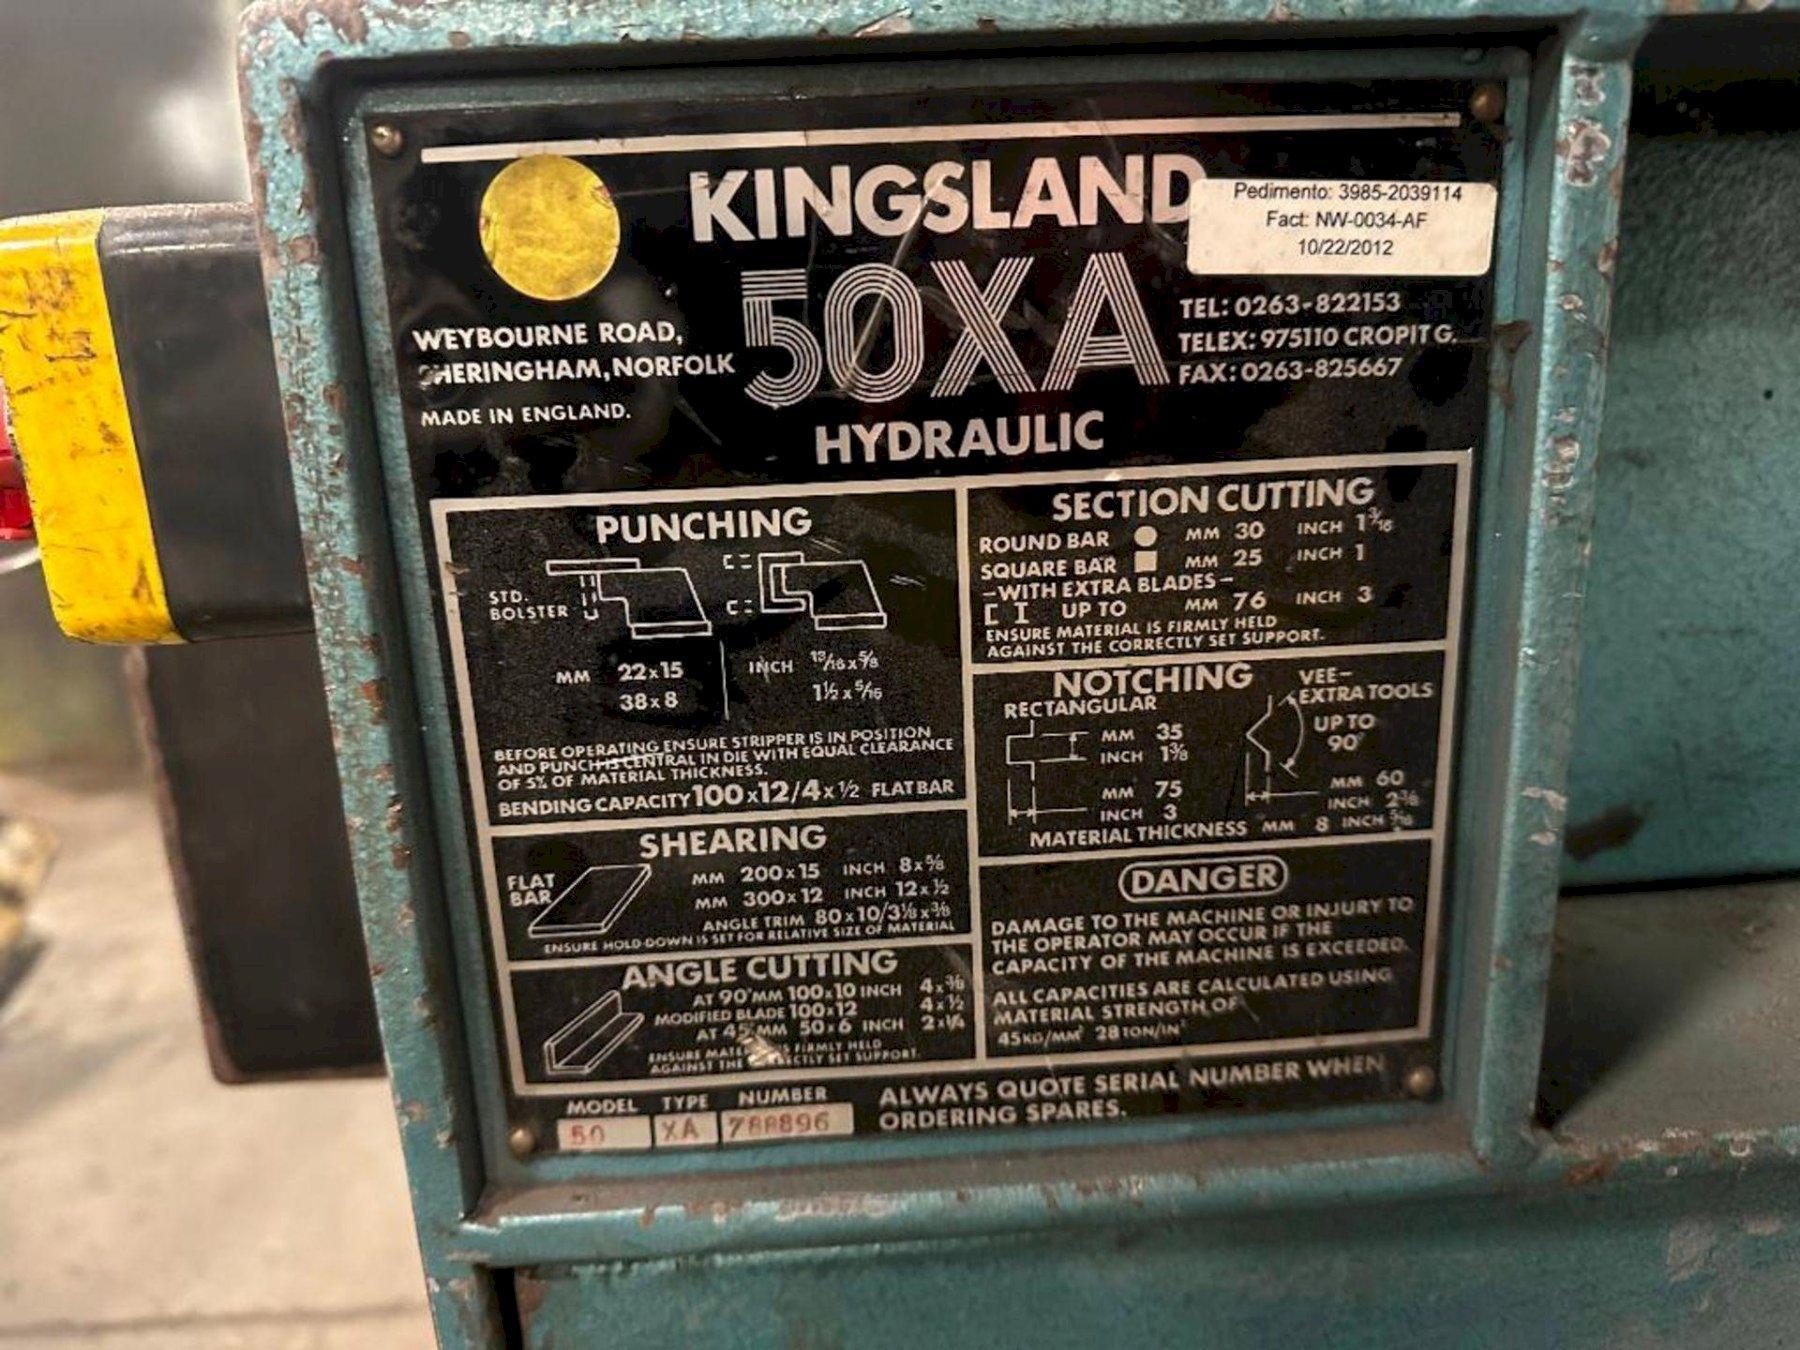 KINGSLAND
Pedimento: 3985-2039114
Fact: NW-0034-AF
10/22/2012
50XA
WEYBOURNE ROAD,
SHERINGHAM, NORFOLK
MADE IN ENGLAND.
TEL: 0263-822153
TELEX: 975110 CROPIT G.
FAX: 0263-825667
HYDRAULIC
PUNCHING
STD.
BOLSTER
MM 22x15
38x8
INCH 13/16 x 5/8
1½ x 5/16
BEFORE OPERATING ENSURE STRIPPER IS IN POSITION
AND PUNCH IS CENTRAL IN DIE WITH EQUAL CLEARANCE
OF 5% OF MATERIAL THICKNESS.
BENDING CAPACITY 100x12/4x½ FLAT BAR
SHEARING
FLAT
BAR
MM 200x15 INCH 8x5/8
MM 300x12 INCH 12x½
ANGLE TRIM 80x10/3⅛x3/8
ENSURE HOLD-DOWN IS SET FOR RELATIVE SIZE OF MATERIAL
ANGLE CUTTING
AT 90° MM 100x10 INCH 4x3/8
MODIFIED BLADE 100x12 4x½
AT 45° MM 50x6 INCH 2x1/4
ENSURE FIRMLY HELD
AGAINST THE SET SUPPORT.
SECTION CUTTING
ROUND BAR MM 30 INCH 1 3/16
SQUARE BAR MM 25 INCH 1
-WITH EXTRA BLADES-
UP TO MM 76 INCH 3
ENSURE MATERIAL IS FIRMLY HELD
AGAINST THE CORRECTLY SET SUPPORT.
NOTCHING
RECTANGULAR
MM 35
INCH 1⅜
MM 75
INCH 3
VEE-
EXTRA TOOLS
UP TO
90°
MM 60
INCH 2⅜
MATERIAL THICKNESS MM 8 INCH 5/16
DANGER
DAMAGE TO THE MACHINE OR INJURY TO
THE OPERATOR MAY OCCUR IF THE
CAPACITY OF THE MACHINE IS EXCEEDED.
ALL CAPACITIES ARE CALCULATED USING
MATERIAL STRENGTH OF
45KG/MM² 28 TON/IN²
MODEL TYPE NUMBER
50 XA
ALWAYS QUOTE SERIAL NUMBER WHEN
ORDERING SPARES.